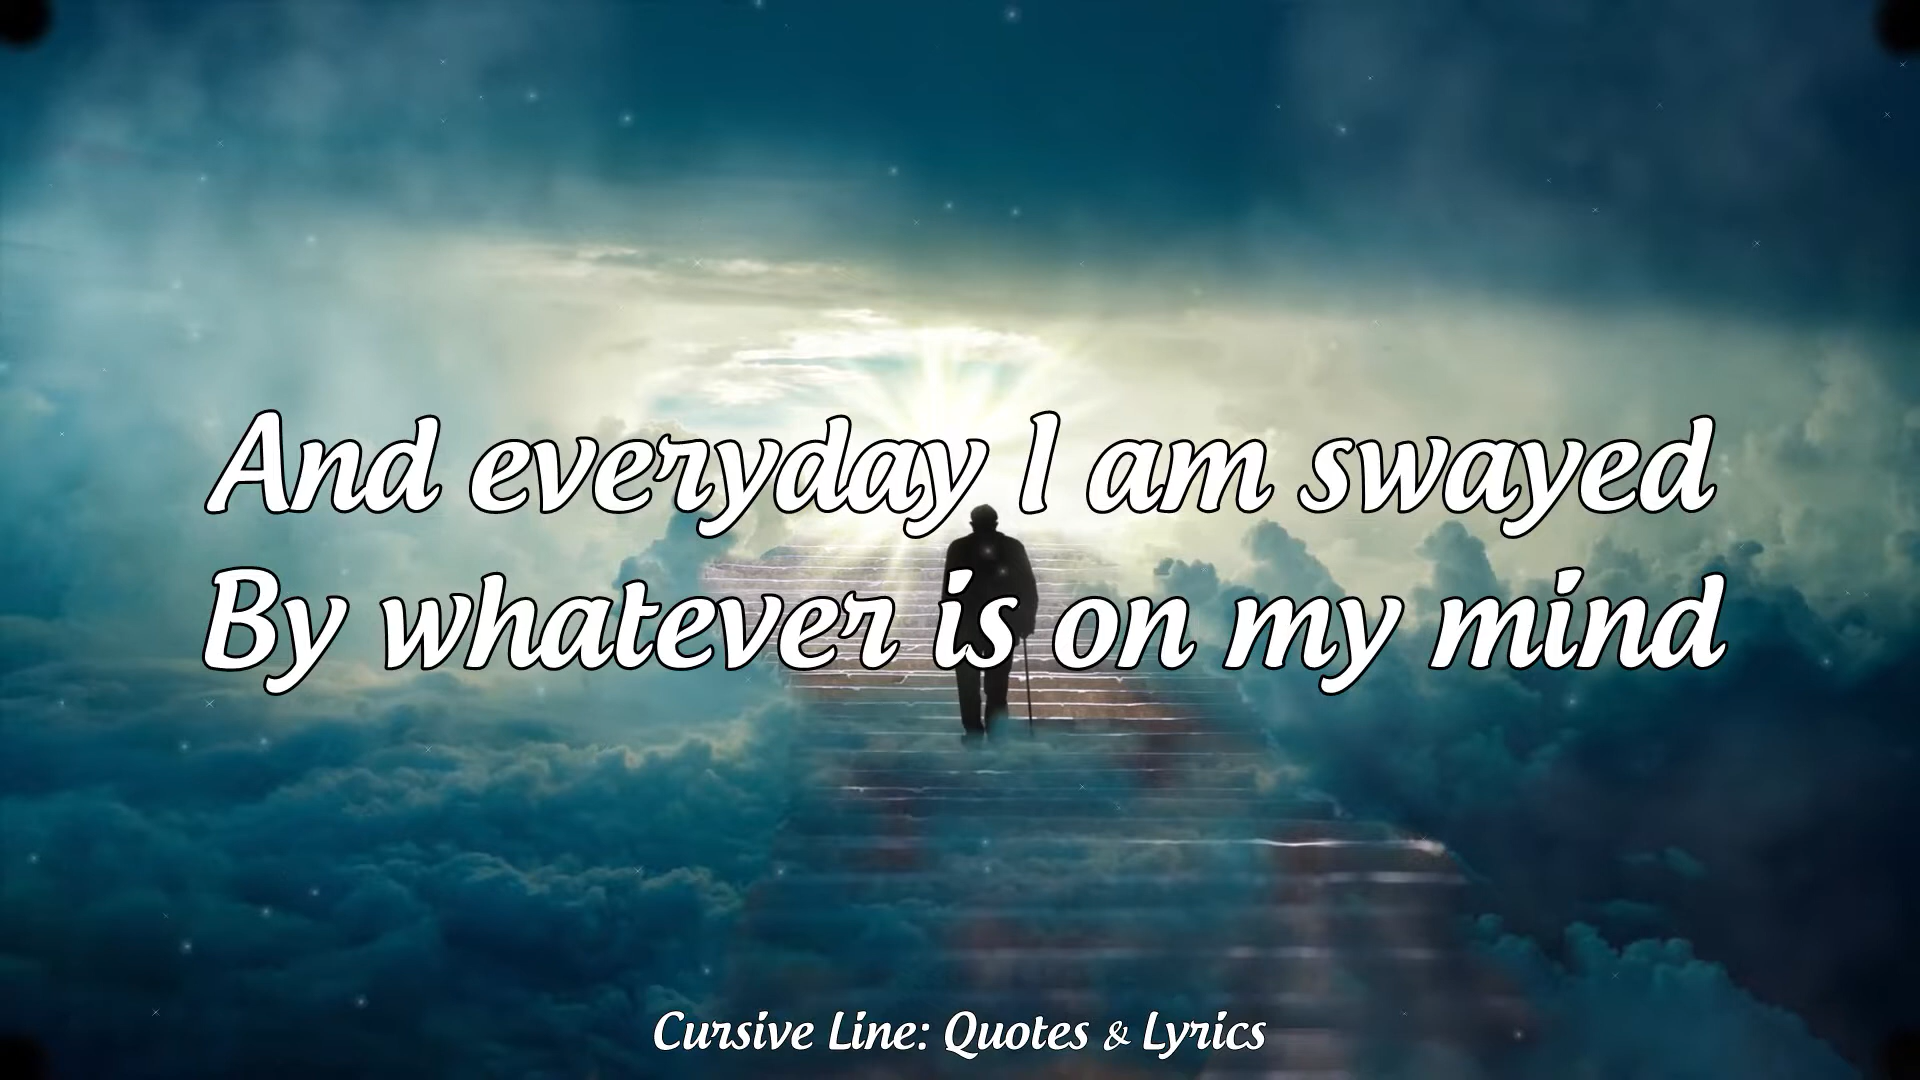 And everyday I am swayed
By whatever is on my mind
Cursive Line: Quotes & Lyrics